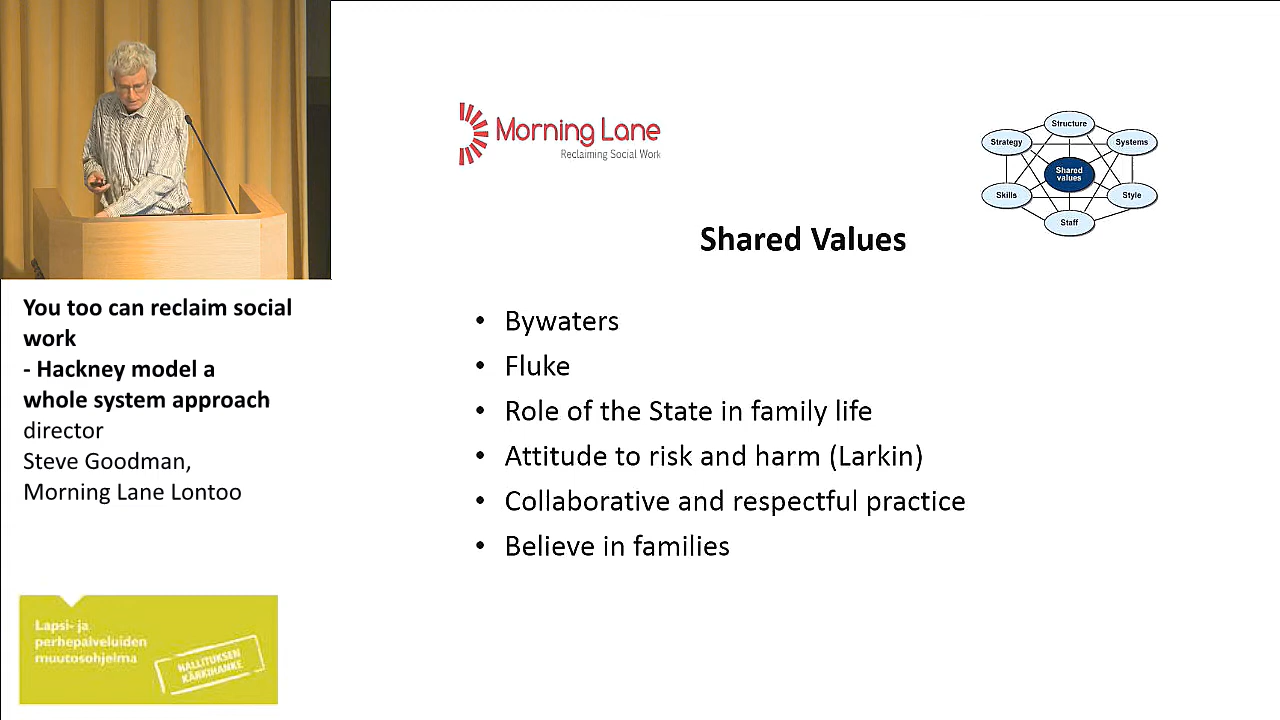 Morning Lane
Reclaiming Social Work
Structure
Strategy
Systems
Shared
values
Skills
Style
Staff
Shared Values
• Bywaters
• Fluke
• Role of the State in family life
• Attitude to risk and harm (Larkin)
• Collaborative and respectful practice
• Believe in families
You too can reclaim social
work
- Hackney model a
whole system approach
director
Steve Goodman,
Morning Lane Lontoo
Lapsi- ja
perhepalveluiden
muutosohjelma
HALLITUKSEN
KÄRKIHANKE